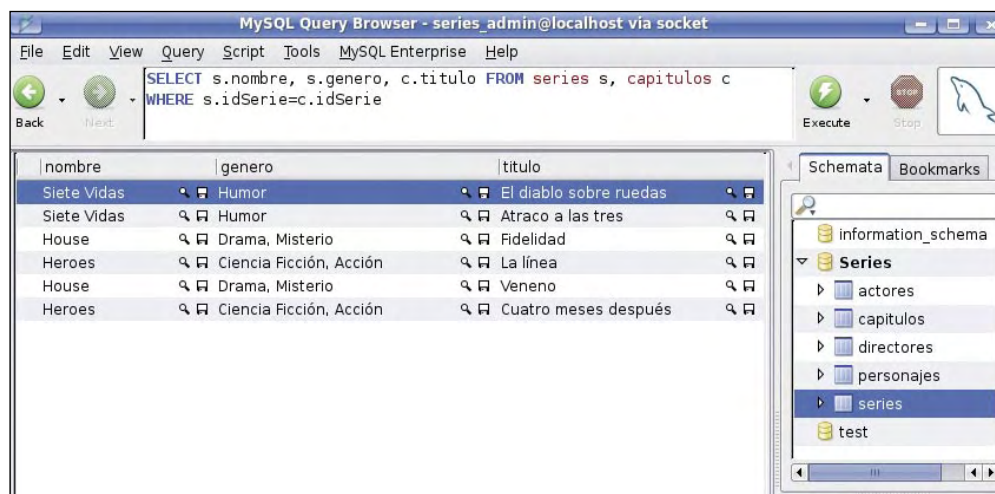 MySQL Query Browser - series_admin@localhost via socket
File Edit View Query Script Tools MySQL Enterprise Help
SELECT s.nombre, s.genero, c.titulo FROM series s, capitulos c
WHERE s.idSerie=c.idSerie
Back Next Execute STOP Stop
nombre genero titulo
Siete Vidas Humor El diablo sobre ruedas
Siete Vidas Humor Atraco a las tres
House Drama, Misterio Fidelidad
Heroes Ciencia Ficción, Acción La línea
House Drama, Misterio Veneno
Heroes Ciencia Ficción, Acción Cuatro meses después
Schemata Bookmarks
information_schema
Series
actores
capitulos
directores
personajes
series
test